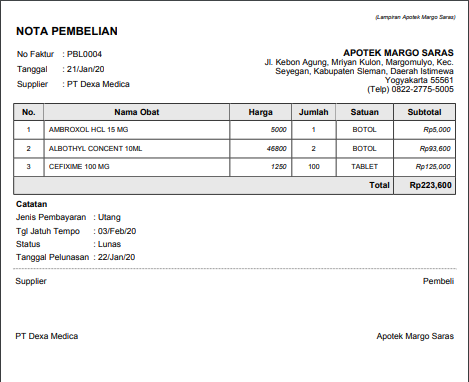 (Lampiran Apotek Margo Saras)
NOTA PEMBELIAN
No Faktur : PBL0004
Tanggal : 21/Jan/20
Supplier : PT Dexa Medica
APOTEK MARGO SARAS
Jl. Kebon Agung, Mriyan Kulon, Margomulyo, Kec.
Seyegan, Kabupaten Sleman, Daerah Istimewa
Yogyakarta 55561
(Telp) 0822-2775-5005
No. Nama Obat Harga Jumlah Satuan Subtotal
1 AMBROXOL HCL 15 MG 5000 1 BOTOL Rp5,000
2 ALBOTHYL CONCENT 10ML 46800 2 BOTOL Rp93,600
3 CEFIXIME 100 MG 1250 100 TABLET Rp125,000
Total Rp223,600
Catatan
Jenis Pembayaran : Utang
Tgl Jatuh Tempo : 03/Feb/20
Status : Lunas
Tanggal Pelunasan : 22/Jan/20
Supplier Pembeli
PT Dexa Medica Apotek Margo Saras